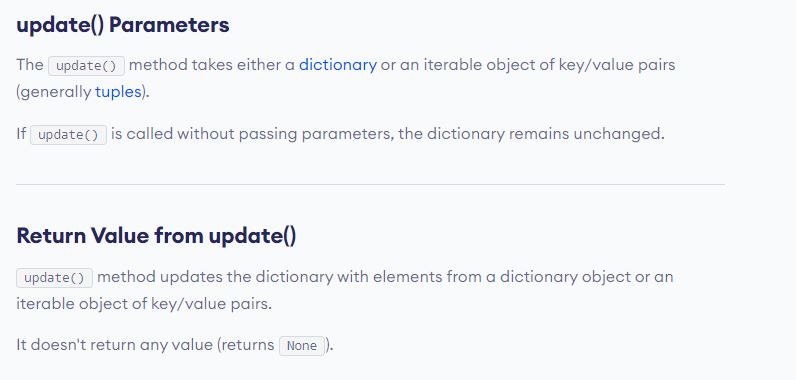 update() Parameters
The update() method takes either a dictionary or an iterable object of key/value pairs
(generally tuples).
If update() is called without passing parameters, the dictionary remains unchanged.
Return Value from update()
update() method updates the dictionary with elements from a dictionary object or an
iterable object of key/value pairs.
It doesn't return any value (returns None).